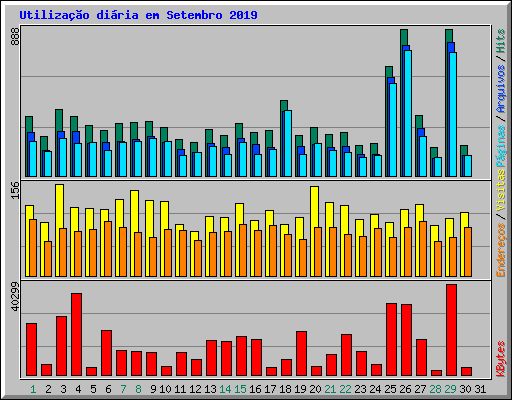 Utilização diária em Setembro 2019
888
Hits / Arquivos / Páginas
156
Visitas / Endereços
40299
KBytes
1 2 3 4 5 6 7 8 9 10 11 12 13 14 15 16 17 18 19 20 21 22 23 24 25 26 27 28 29 30 31